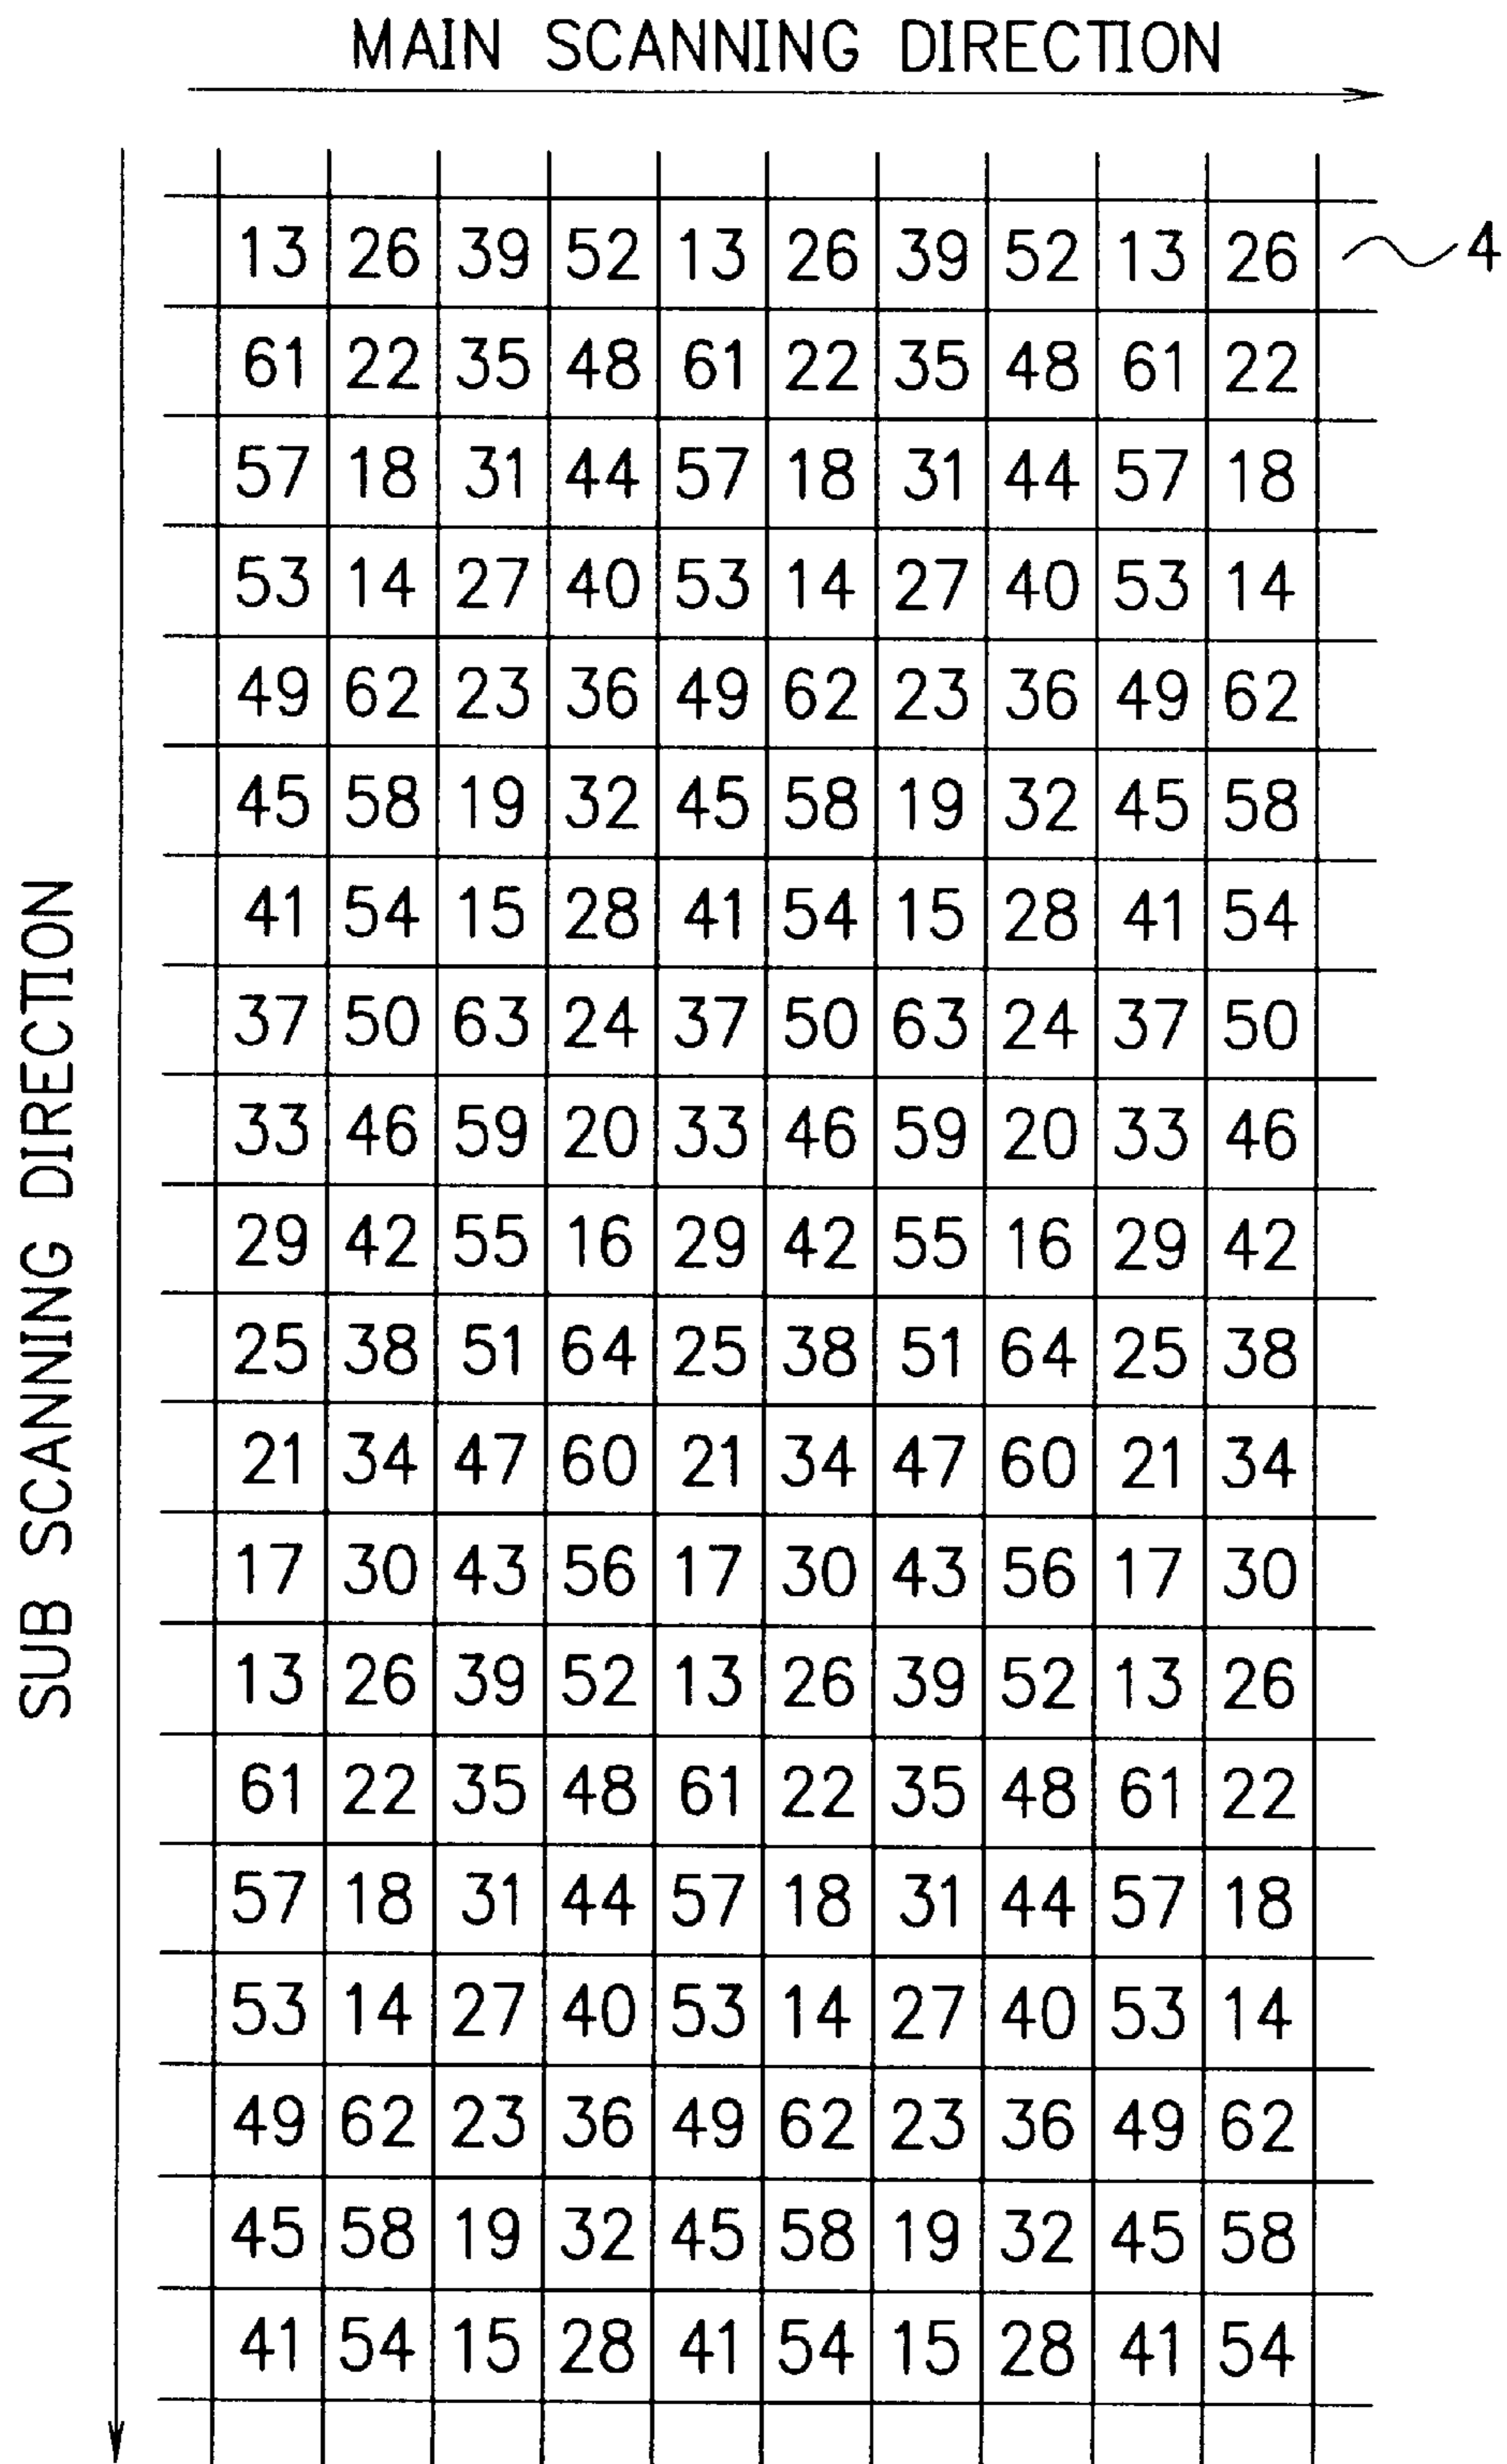 MAIN SCANNING DIRECTION
13 26 39 52 13 26 39 52 13 26 4
61 22 35 48 61 22 35 48 61 22
57 18 31 44 57 18 31 44 57 18
53 14 27 40 53 14 27 40 53 14
49 62 23 36 49 62 23 36 49 62
45 58 19 32 45 58 19 32 45 58
41 54 15 28 41 54 15 28 41 54
37 50 63 24 37 50 63 24 37 50
33 46 59 20 33 46 59 20 33 46
29 42 55 16 29 42 55 16 29 42
25 38 51 64 25 38 51 64 25 38
21 34 47 60 21 34 47 60 21 34
17 30 43 56 17 30 43 56 17 30
13 26 39 52 13 26 39 52 13 26
61 22 35 48 61 22 35 48 61 22
57 18 31 44 57 18 31 44 57 18
53 14 27 40 53 14 27 40 53 14
49 62 23 36 49 62 23 36 49 62
45 58 19 32 45 58 19 32 45 58
41 54 15 28 41 54 15 28 41 54
SUB SCANNING DIRECTION